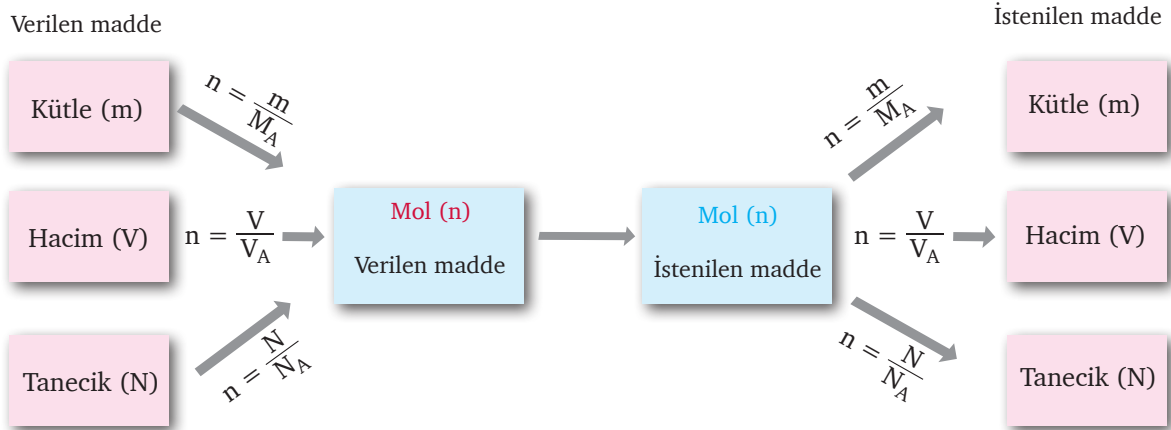 Verilen madde
Kütle (m)
n = m/M_A
Hacim (V)
n = V/V_A
Tanecik (N)
n = N/N_A
Mol (n)
Verilen madde
Mol (n)
İstenilen madde
İstenilen madde
n = m/M_A
Kütle (m)
n = V/V_A
Hacim (V)
n = N/N_A
Tanecik (N)